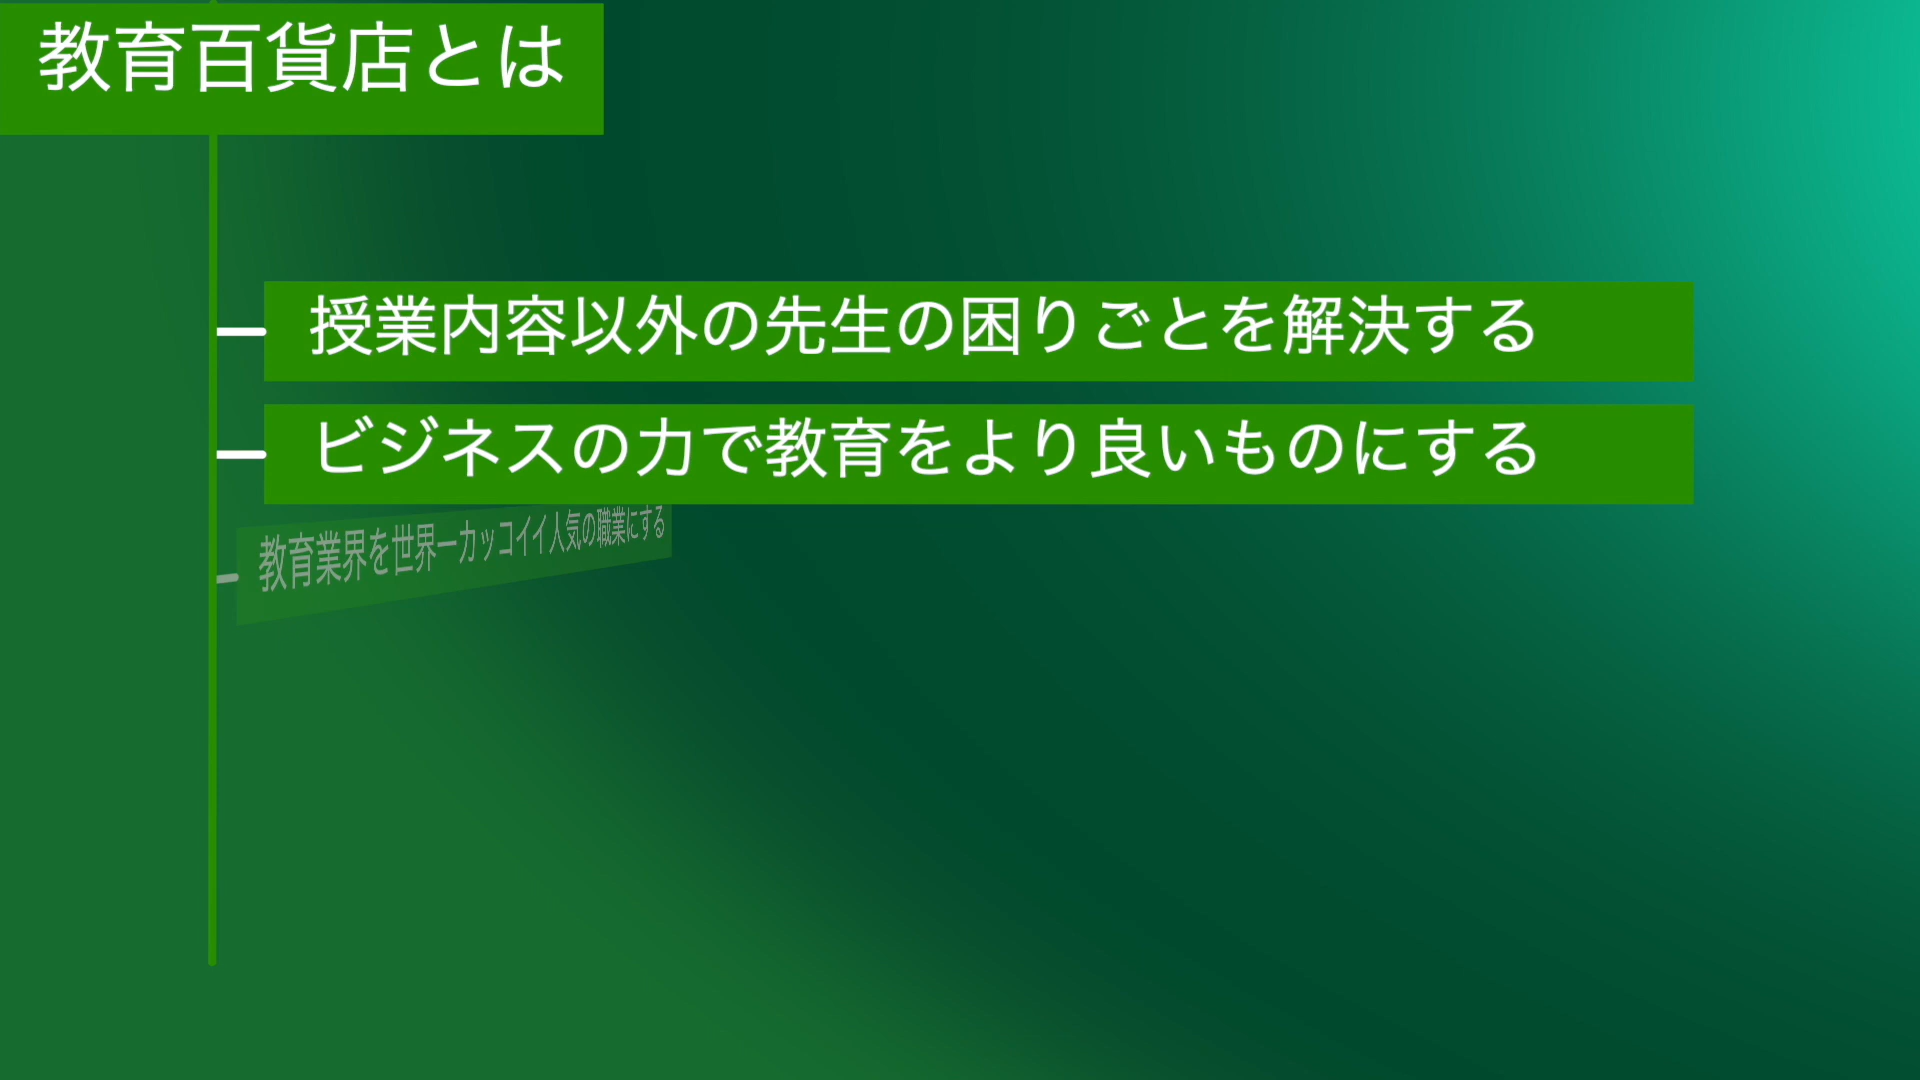 教育百貨店とは
授業内容以外の先生の困りごとを解決する
ビジネスの力で教育をより良いものにする
教育業界を世界一カッコイイ人気の職業にする